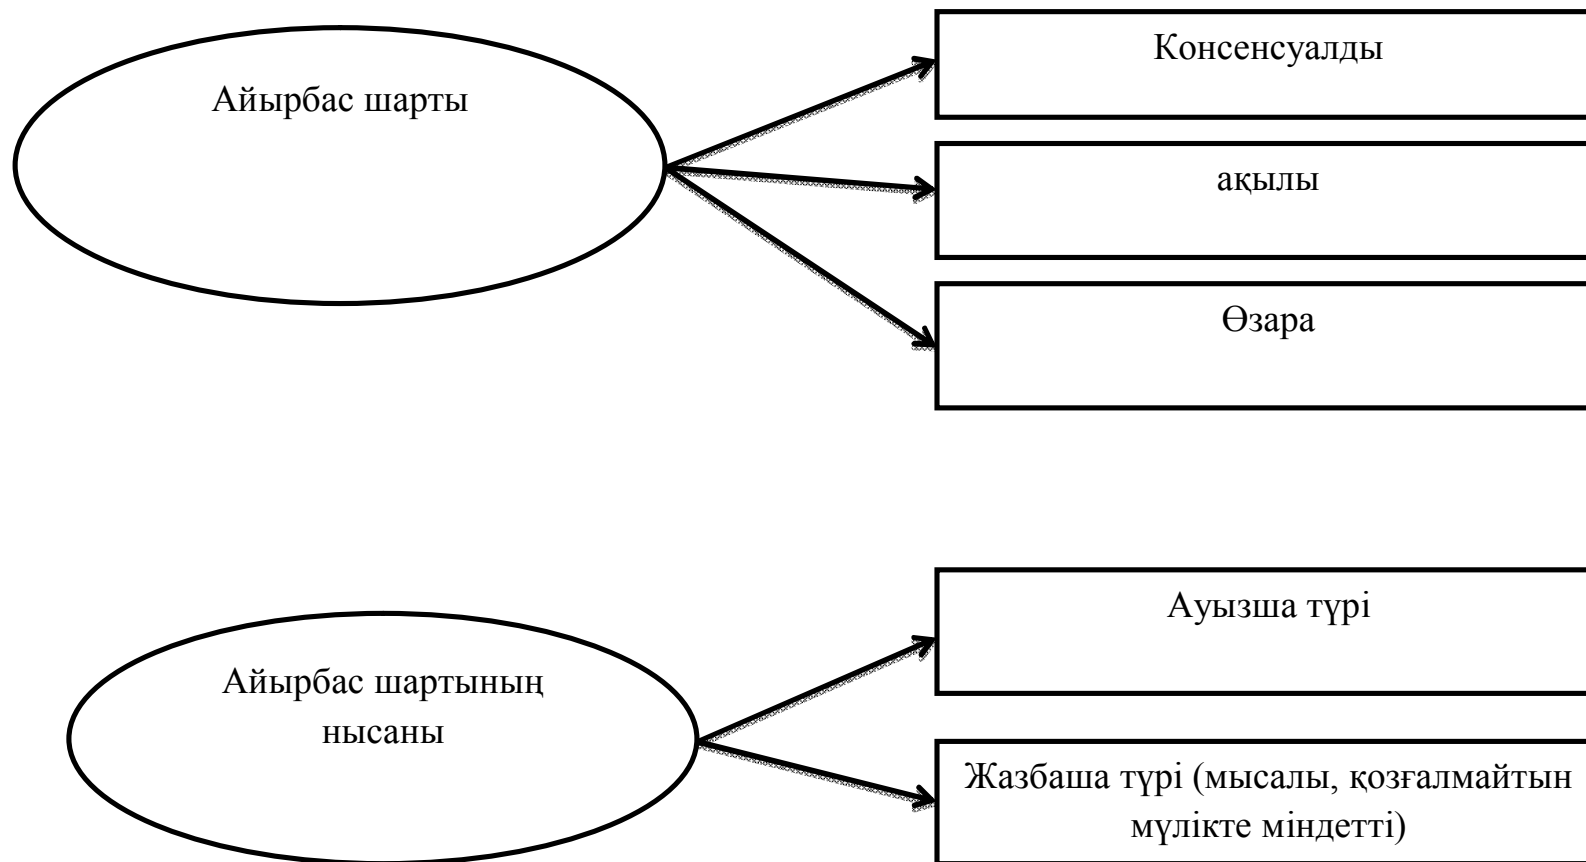 Айырбас шарты
Консенсуалды
ақылы
Өзара
Айырбас шартының
нысаны
Ауызша түрі
Жазбаша түрі (мысалы, қозғалмайтын
мүлікте міндетті)